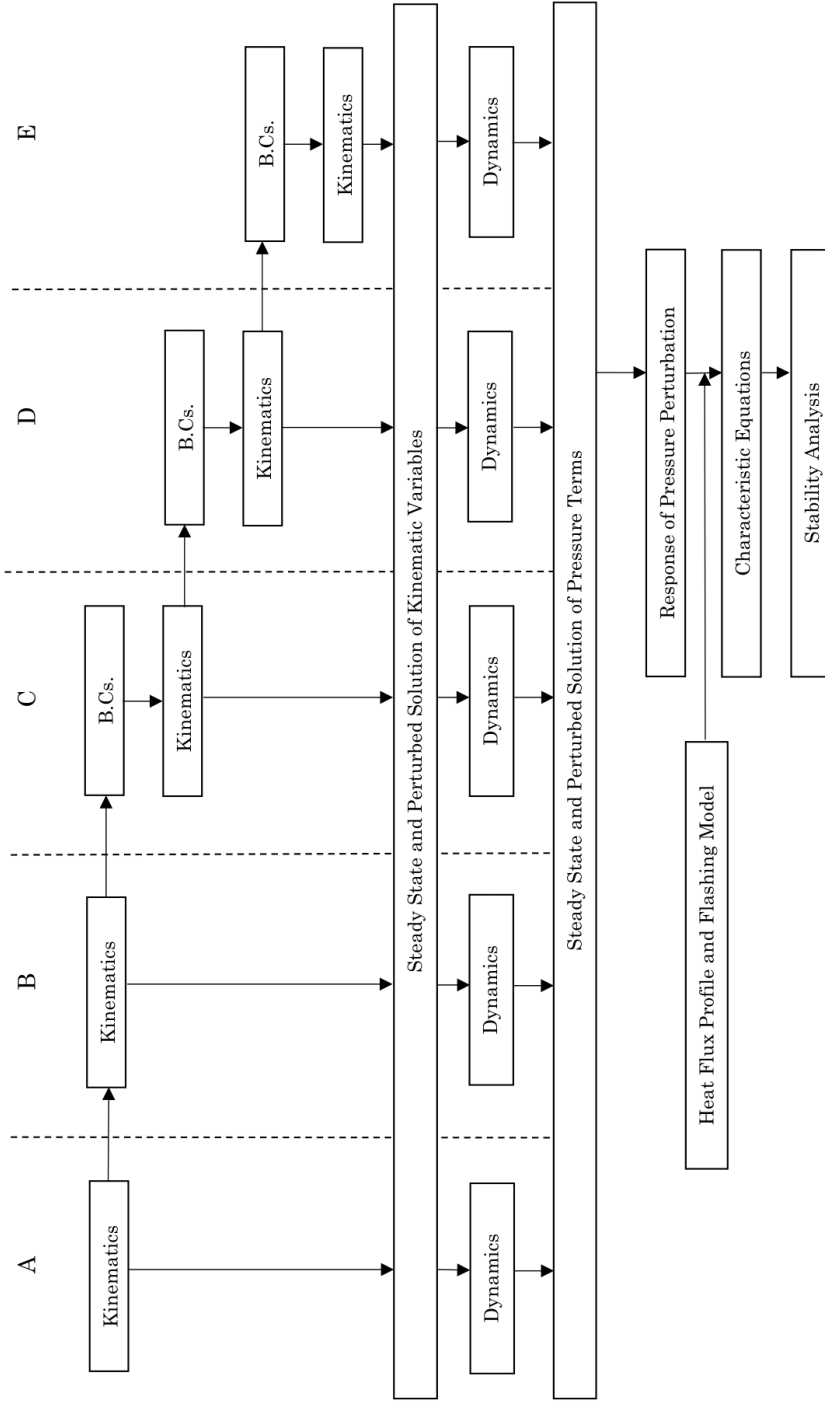 A
B
C
D
E
Kinematics
Kinematics
B.Cs.
Kinematics
B.Cs.
Kinematics
B.Cs.
Kinematics
Steady State and Perturbed Solution of Kinematic Variables
Dynamics
Dynamics
Dynamics
Dynamics
Dynamics
Steady State and Perturbed Solution of Pressure Terms
Response of Pressure Perturbation
Heat Flux Profile and Flashing Model
Characteristic Equations
Stability Analysis